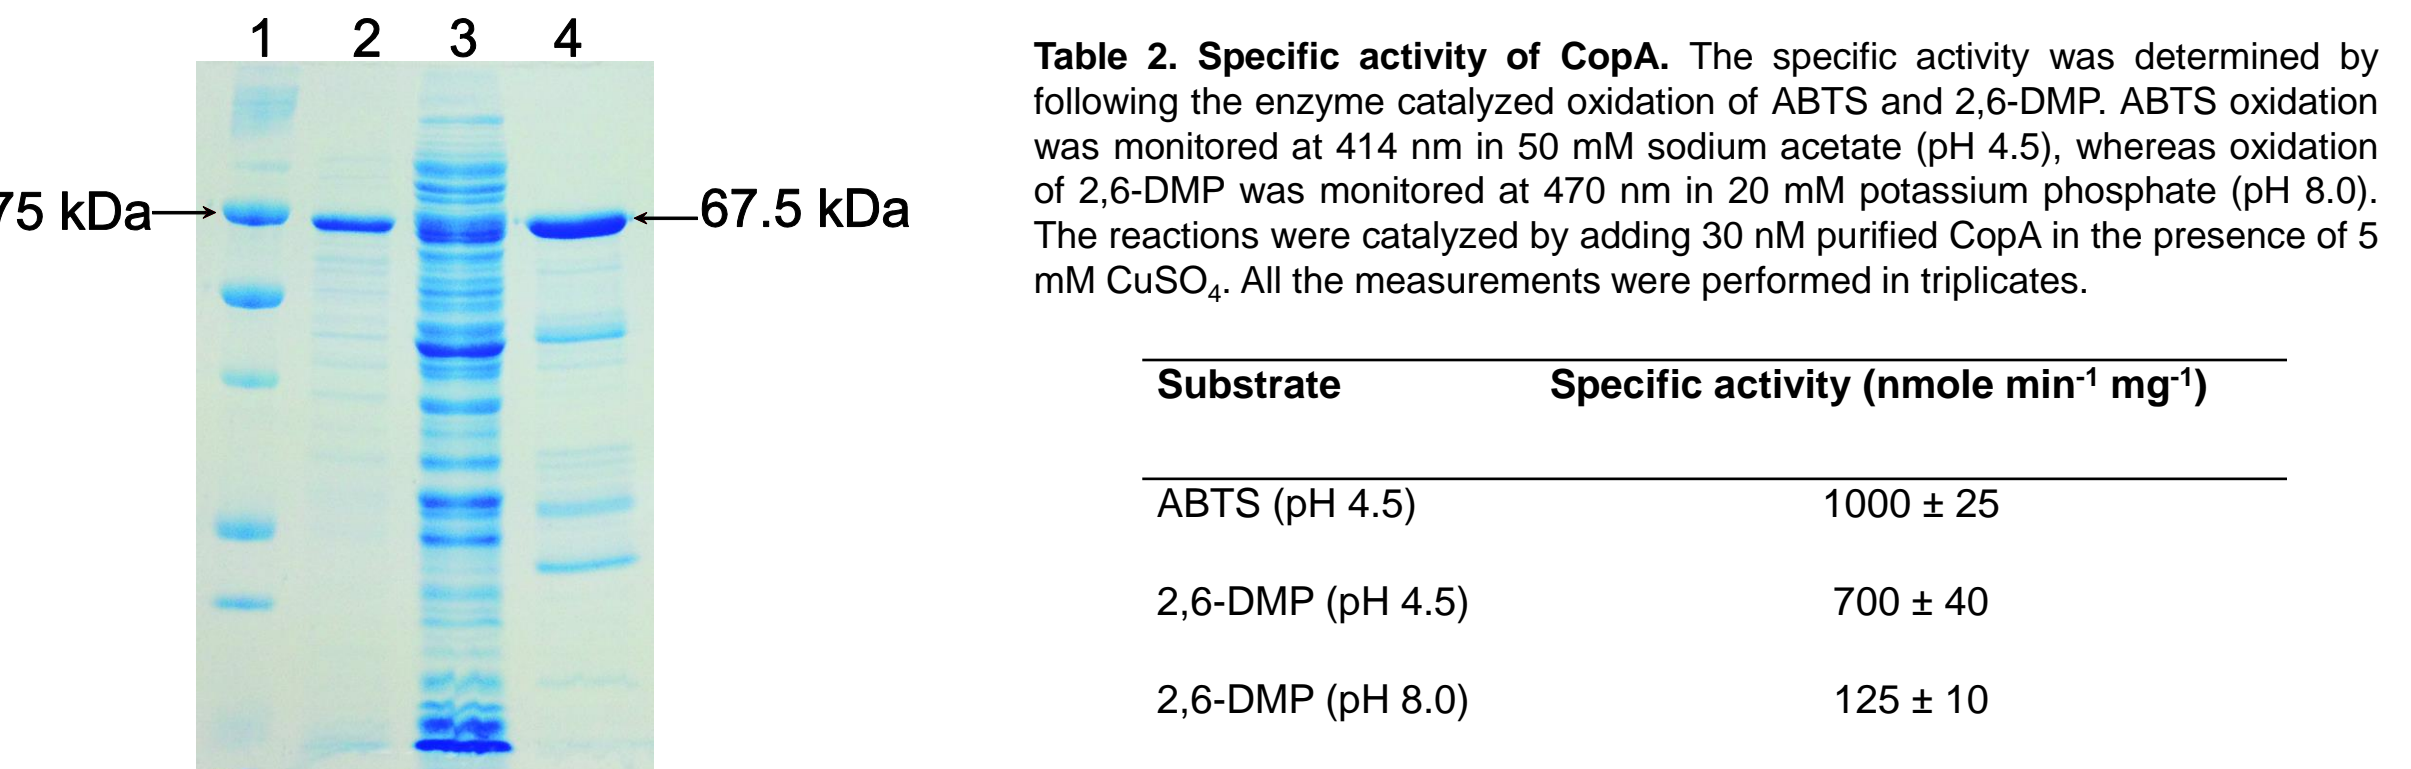 1 2 3 4
75 kDa
67.5 kDa
Table 2. Specific activity of CopA. The specific activity was determined by
following the enzyme catalyzed oxidation of ABTS and 2,6-DMP. ABTS oxidation
was monitored at 414 nm in 50 mM sodium acetate (pH 4.5), whereas oxidation
of 2,6-DMP was monitored at 470 nm in 20 mM potassium phosphate (pH 8.0).
The reactions were catalyzed by adding 30 nM purified CopA in the presence of 5
mM CuSO₄. All the measurements were performed in triplicates.
Substrate Specific activity (nmole min⁻¹ mg⁻¹)
ABTS (pH 4.5) 1000 ± 25
2,6-DMP (pH 4.5) 700 ± 40
2,6-DMP (pH 8.0) 125 ± 10